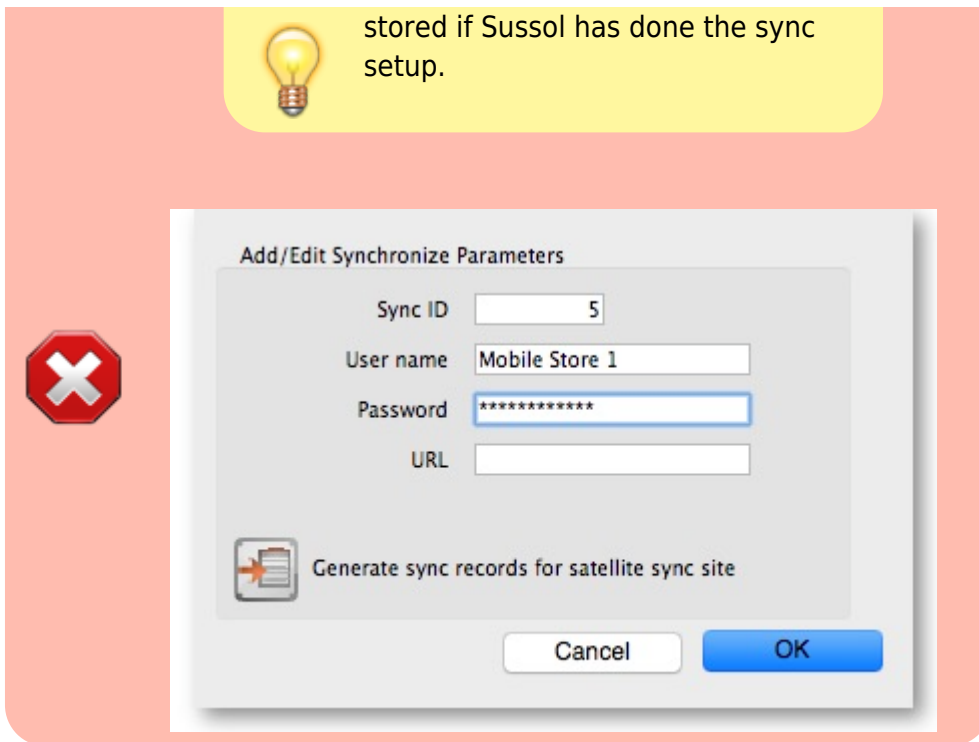 stored if Sussol has done the sync
setup.
Add/Edit Synchronize Parameters
Sync ID 5
User name Mobile Store 1
Password ************
URL
Generate sync records for satellite sync site
Cancel OK